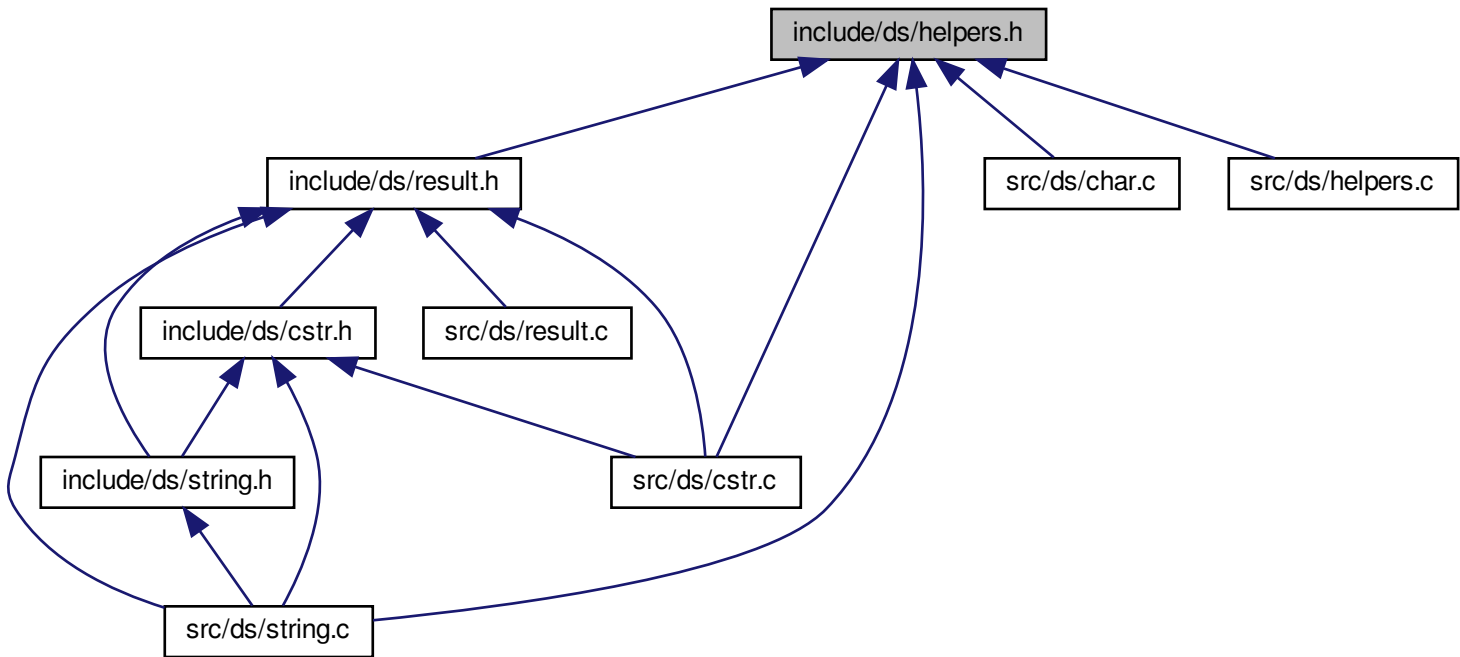 include/ds/helpers.h
include/ds/result.h
src/ds/char.c
src/ds/helpers.c
include/ds/cstr.h
src/ds/result.c
include/ds/string.h
src/ds/cstr.c
src/ds/string.c